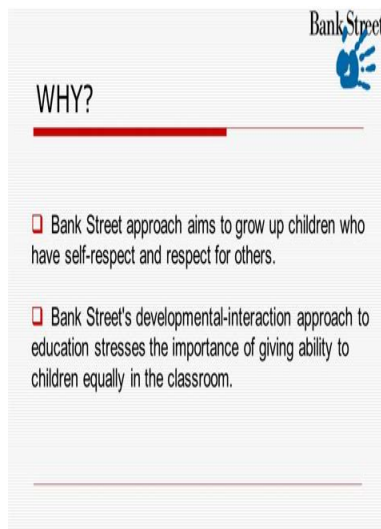 Bank Street
WHY?
Bank Street approach aims to grow up children who
have self-respect and respect for others.
Bank Street's developmental-interaction approach to
education stresses the importance of giving ability to
children equally in the classroom.